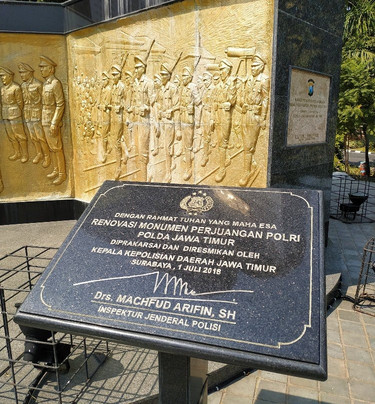 DENGAN RAHMAT TUHAN YANG MAHA ESA
RENOVASI MONUMEN PERJUANGAN POLRI
POLDA JAWA TIMUR
DIPRAKARSAI DAN DIRESMIKAN OLEH
KEPALA KEPOLISIAN DAERAH JAWA TIMUR
SURABAYA, 1 JULI 2018
Drs. MACHFUD ARIFIN, SH
INSPEKTUR JENDERAL POLISI